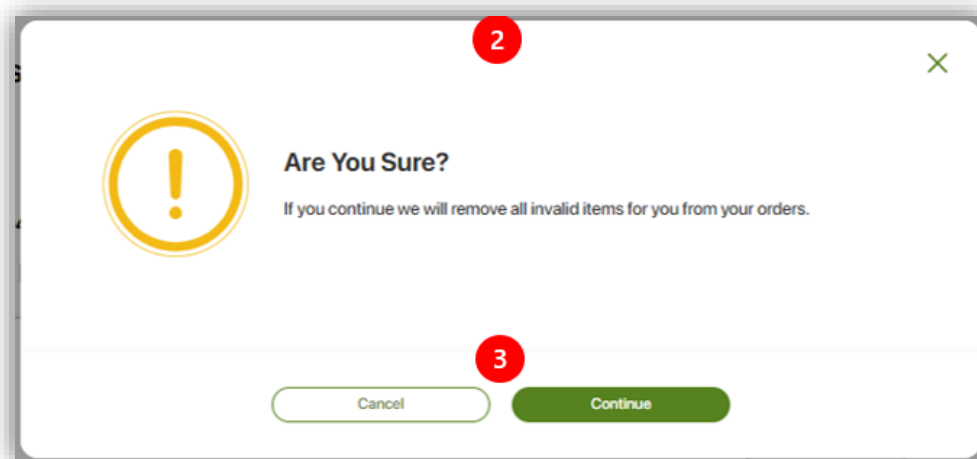 2
Are You Sure?
If you continue we will remove all invalid items for you from your orders.
3
Cancel
Continue